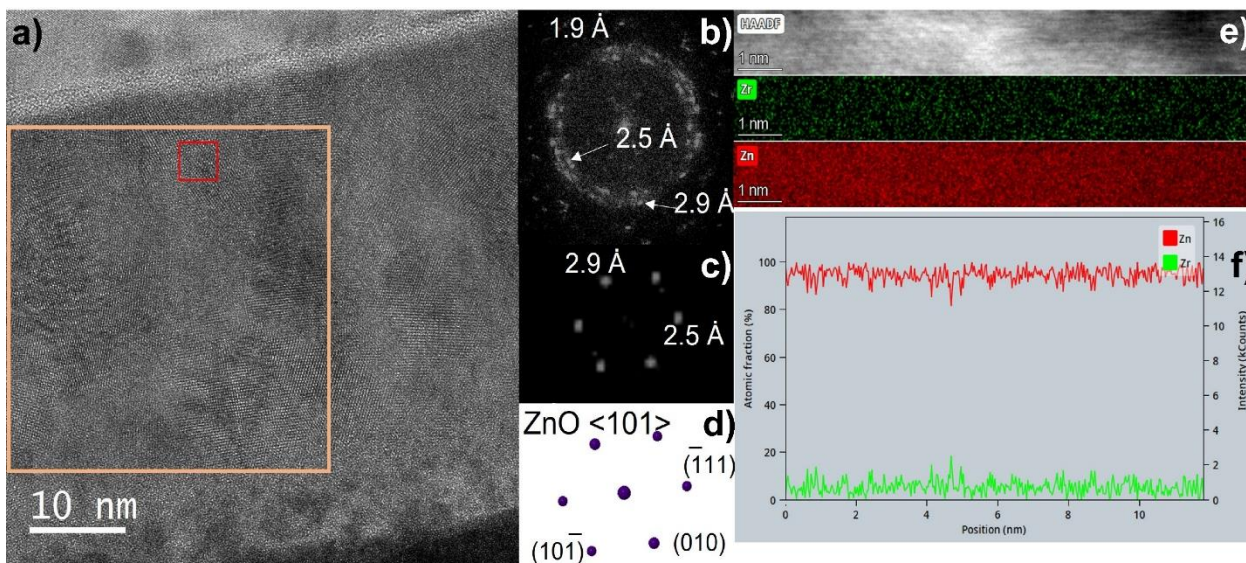 a)
10 nm
1.9 Å
b)
2.5 Å
2.9 Å
c)
2.9 Å
2.5 Å
ZnO <101>
d)
(1̅11)
(101̅)
(010)
HAADF
e)
1 nm
Zr
1 nm
Zn
1 nm
f)
Zn
Zr
Atomic fraction (%)
100
80
60
40
20
0
16
14
12
10
8
6
4
2
0
Intensity (kCounts)
0 2 4 6 8 10
Position (nm)